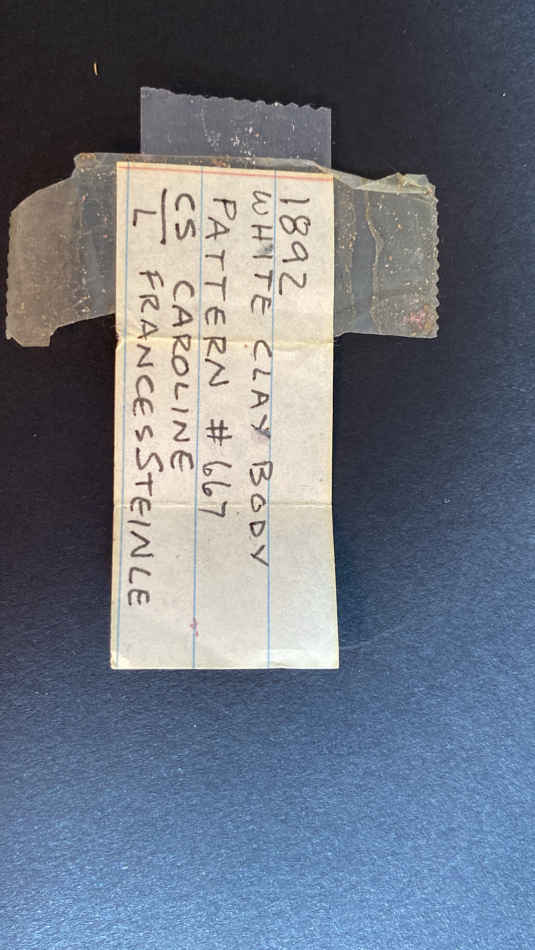 1892
WHITE CLAY BODY
PATTERN #667
CS CAROLINE
L FRANCES STEINLE